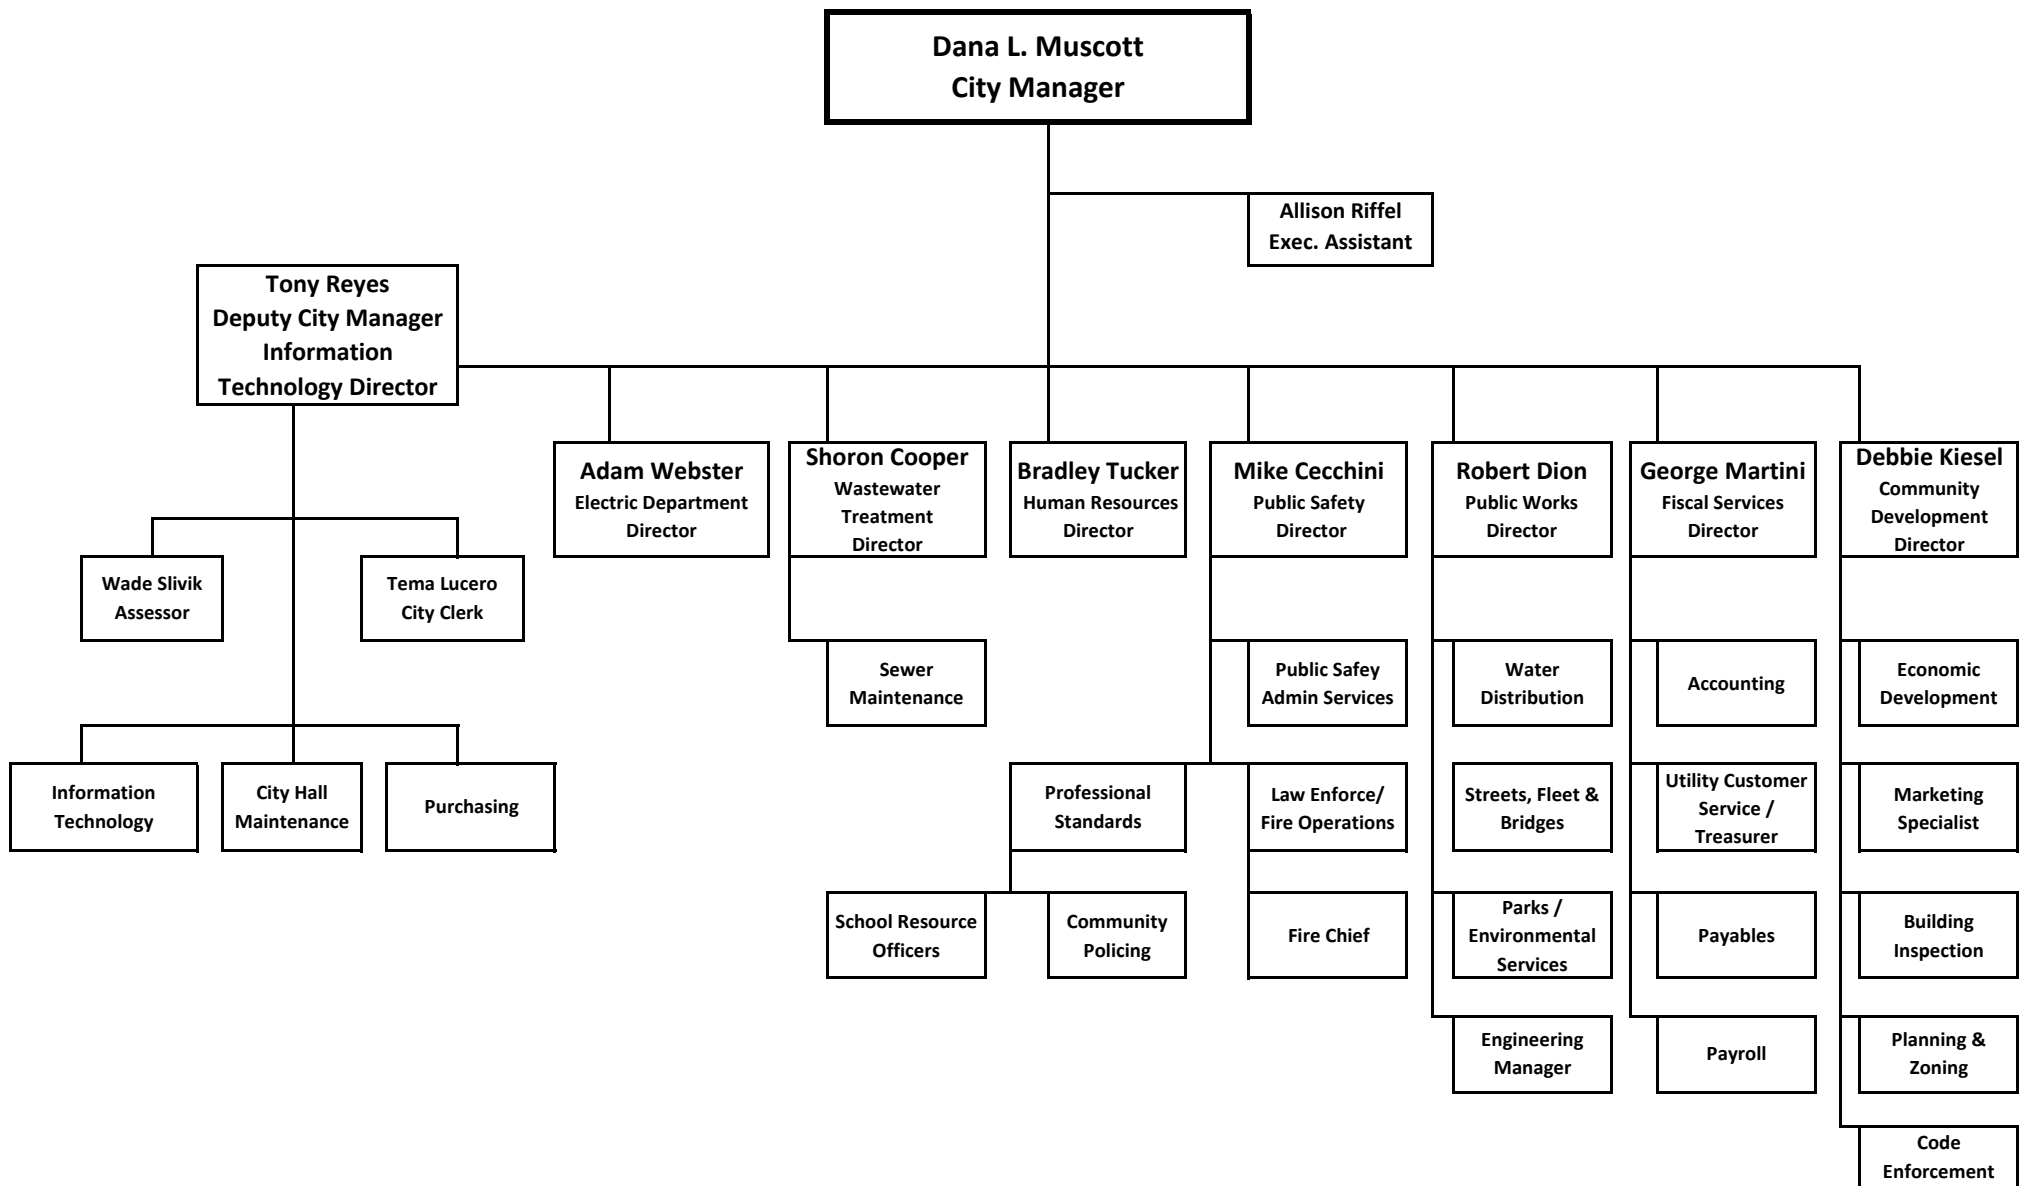 Dana L. Muscott
City Manager
Allison Riffel
Exec. Assistant
Tony Reyes
Deputy City Manager
Information
Technology Director
Adam Webster
Electric Department
Director
Shoron Cooper
Wastewater
Treatment
Director
Bradley Tucker
Human Resources
Director
Mike Cecchini
Public Safety
Director
Robert Dion
Public Works
Director
George Martini
Fiscal Services
Director
Debbie Kiesel
Community
Development
Director
Wade Slivik
Assessor
Tema Lucero
City Clerk
Sewer
Maintenance
Public Safey
Admin Services
Water
Distribution
Accounting
Economic
Development
Information
Technology
City Hall
Maintenance
Purchasing
Professional
Standards
Law Enforce/
Fire Operations
Streets, Fleet &
Bridges
Utility Customer
Service /
Treasurer
Marketing
Specialist
School Resource
Officers
Community
Policing
Fire Chief
Parks /
Environmental
Services
Payables
Building
Inspection
Engineering
Manager
Payroll
Planning &
Zoning
Code
Enforcement